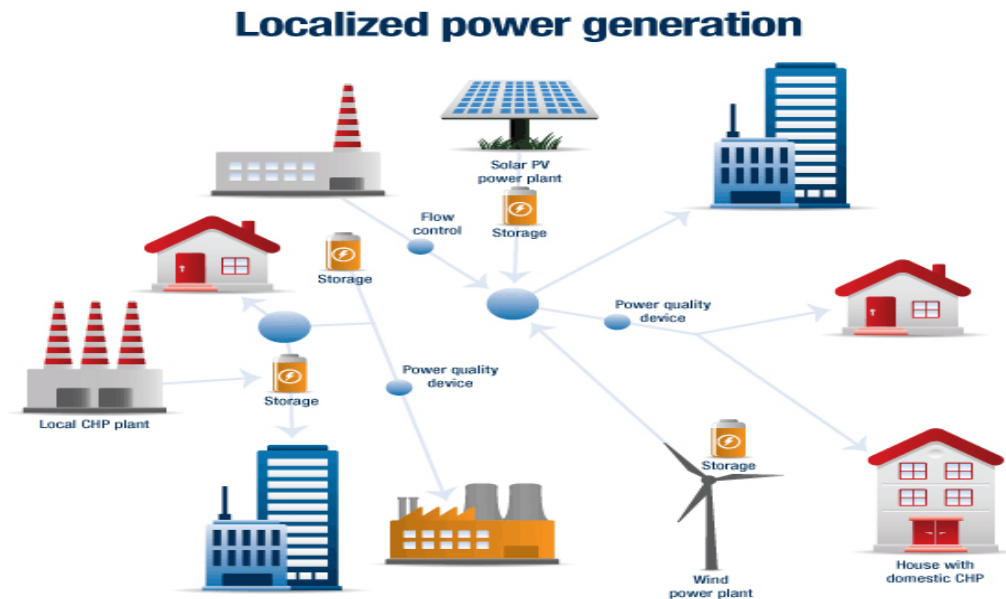 Localized power generation
Solar PV
power plant
Flow
control
Storage
Storage
Power quality
device
Power quality
device
Storage
Local CHP plant
Storage
Wind
power plant
House with
domestic CHP